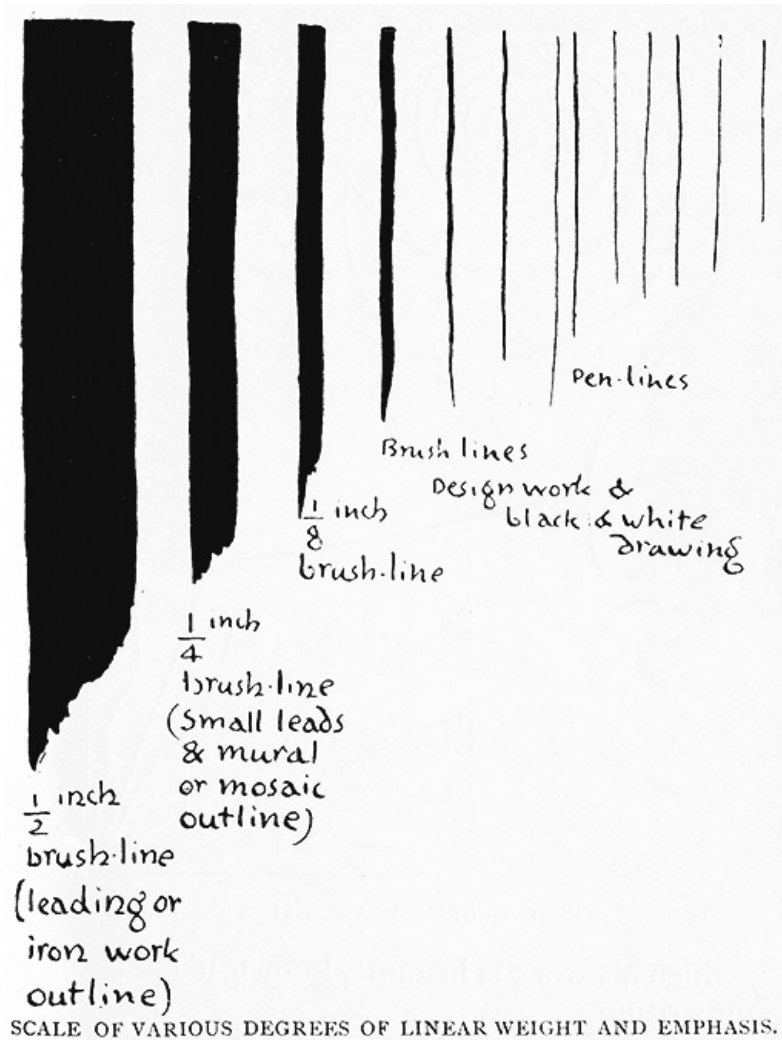 Pen-lines
Brush lines
Design work &
black & white
drawing
1/8 inch
brush-line
1/4 inch
brush-line
(small leads
& mural
or mosaic
outline)
1/2 inch
brush-line
(leading or
iron work
outline)
SCALE OF VARIOUS DEGREES OF LINEAR WEIGHT AND EMPHASIS.